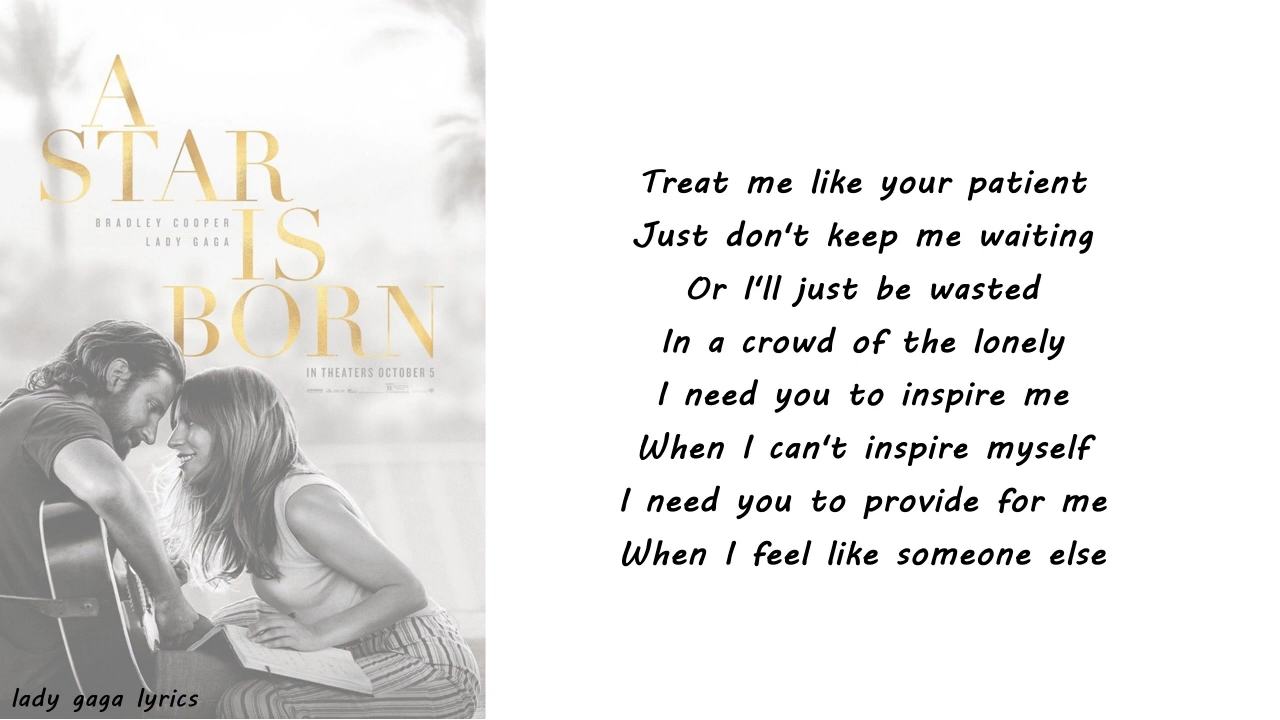 A
STAR
IS
BORN
BRADLEY COOPER
LADY GAGA
IN THEATERS OCTOBER 5
Treat me like your patient
Just don't keep me waiting
Or I'll just be wasted
In a crowd of the lonely
I need you to inspire me
When I can't inspire myself
I need you to provide for me
When I feel like someone else
lady gaga lyrics